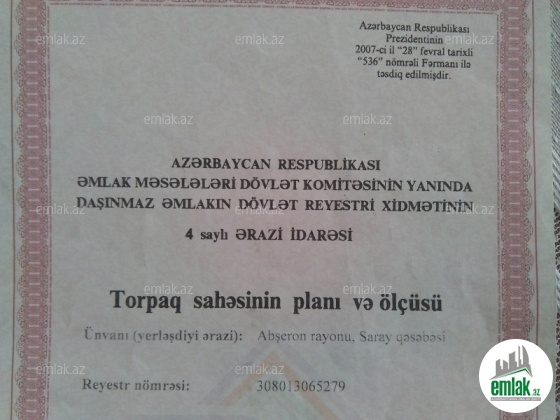 Azərbaycan Respublikası
Prezidentinin
2007-ci il "28" fevral tarixli
"536" nömrəli Fərmanı ilə
təsdiq edilmişdir.
AZƏRBAYCAN RESPUBLİKASI
ƏMLAK MƏSƏLƏLƏRİ DÖVLƏT KOMİTƏSİNİN YANINDA
DAŞINMAZ ƏMLAKIN DÖVLƏT REYESTRİ XİDMƏTİNİN
4 saylı ƏRAZİ İDARƏSİ
Torpaq sahəsinin planı və ölçüsü
Ünvanı (yerləşdiyi ərazi): Abşeron rayonu, Saray qəsəbəsi
Reyestr nömrəsi: 308013065279
emlak.az